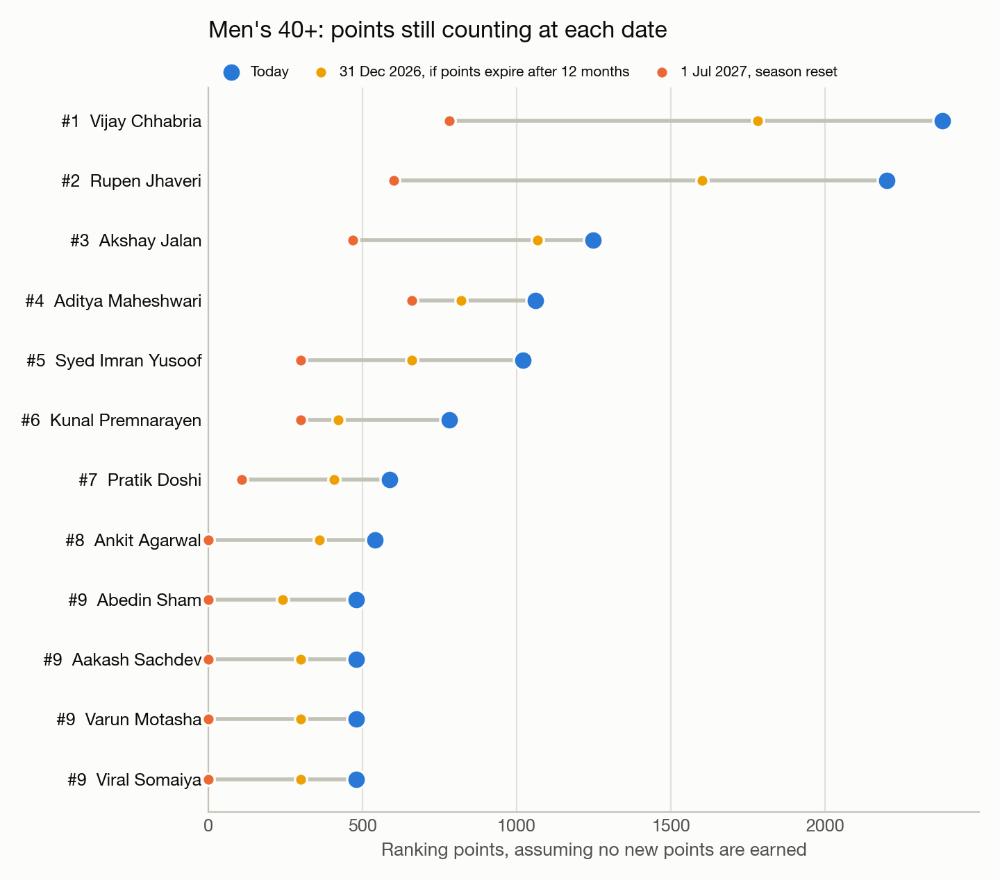 Men's 40+: points still counting at each date
Today
31 Dec 2026, if points expire after 12 months
1 Jul 2027, season reset
#1 Vijay Chhabria
#2 Rupen Jhaveri
#3 Akshay Jalan
#4 Aditya Maheshwari
#5 Syed Imran Yusoof
#6 Kunal Premnarayen
#7 Pratik Doshi
#8 Ankit Agarwal
#9 Abedin Sham
#9 Aakash Sachdev
#9 Varun Motasha
#9 Viral Somaiya
0 500 1000 1500 2000
Ranking points, assuming no new points are earned